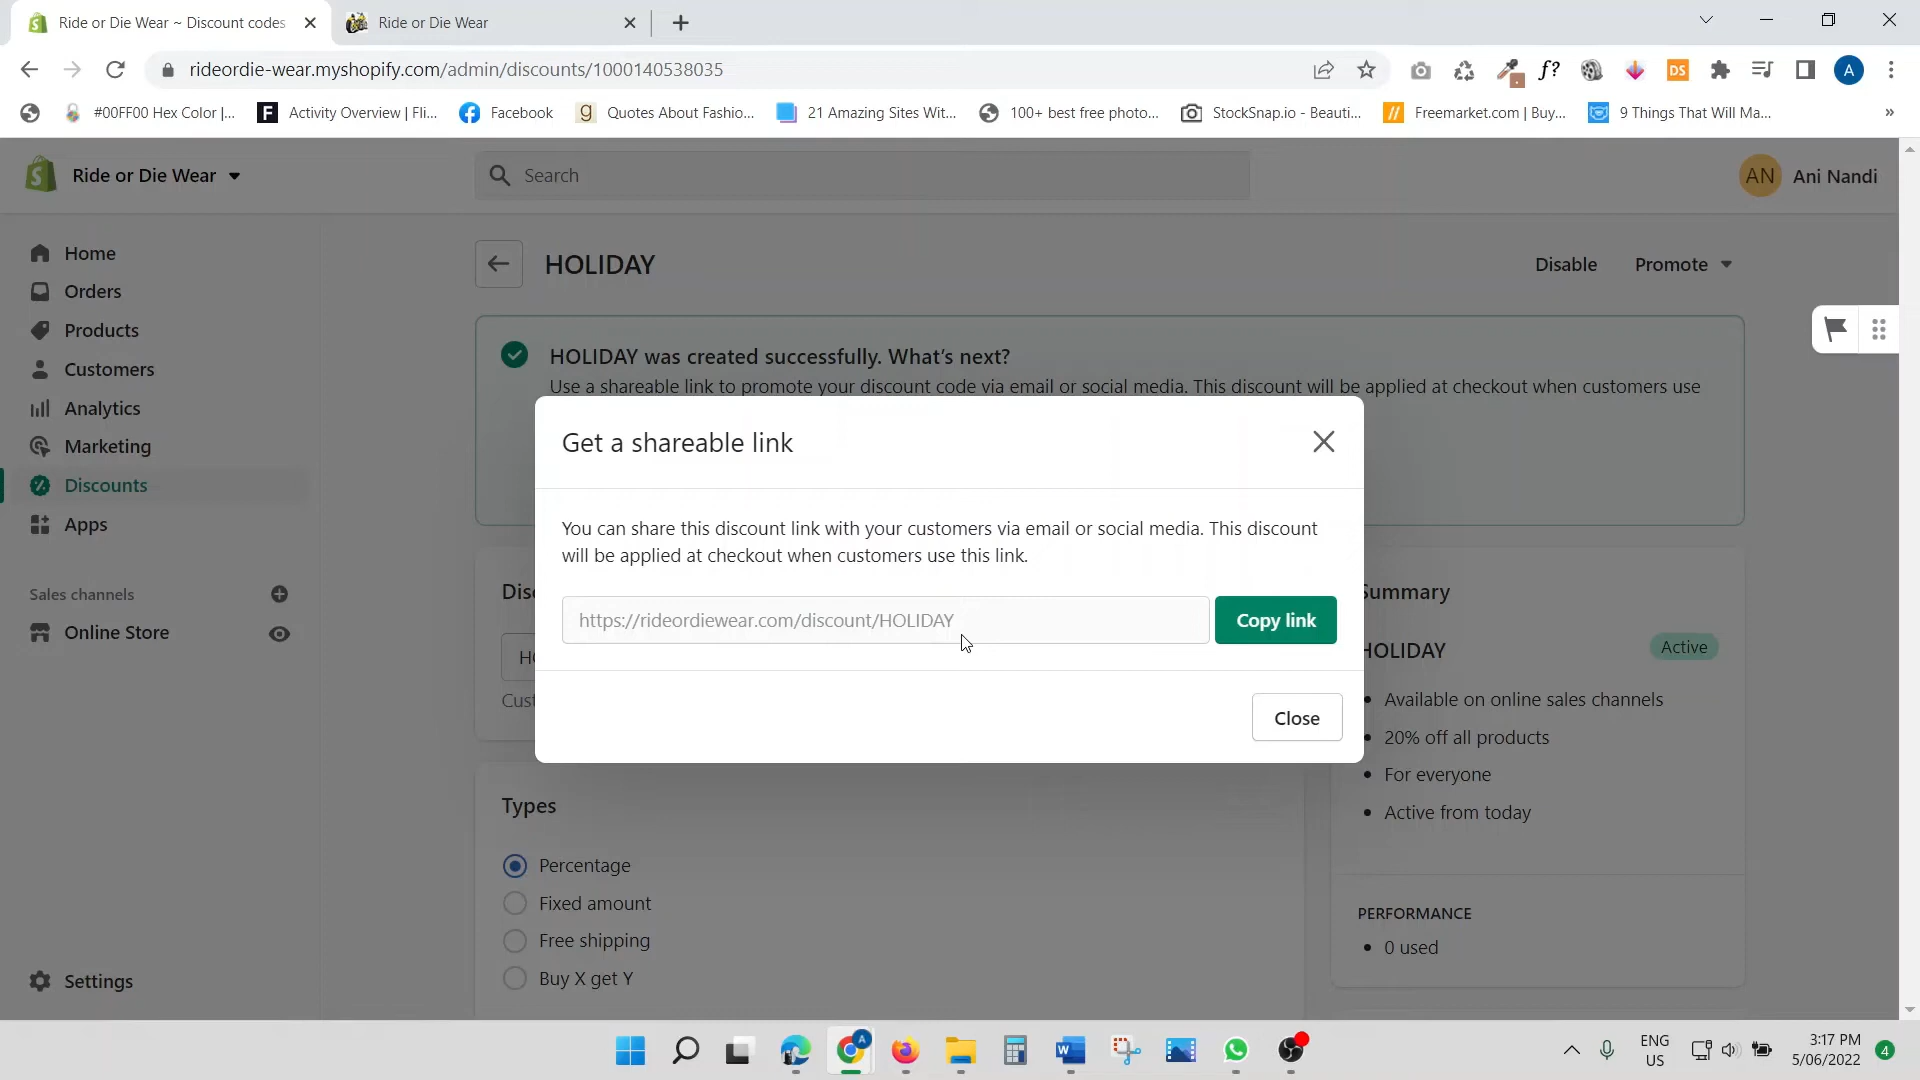 Ride or Die Wear ~ Discount codes
Ride or Die Wear
rideordie-wear.myshopify.com/admin/discounts/1000140538035
#00FF00 Hex Color |...
Activity Overview | Fli...
Facebook
Quotes About Fashio...
21 Amazing Sites Wit...
100+ best free photo...
StockSnap.io - Beauti...
Freemarket.com | Buy...
9 Things That Will Ma...
»
Ride or Die Wear
Search
AN Ani Nandi
Home
Orders
Products
Customers
Analytics
Marketing
Discounts
Apps
Sales channels
Online Store
Settings
HOLIDAY
Disable
Promote
HOLIDAY was created successfully. What's next?
Use a shareable link to promote your discount code via email or social media. This discount will be applied at checkout when customers use
Get a shareable link
You can share this discount link with your customers via email or social media. This discount
will be applied at checkout when customers use this link.
https://rideordiewear.com/discount/HOLIDAY
Copy link
Close
Types
Percentage
Fixed amount
Free shipping
Buy X get Y
Summary
HOLIDAY
Active
Available on online sales channels
20% off all products
For everyone
Active from today
PERFORMANCE
0 used
ENG
US
3:17 PM
5/06/2022
4